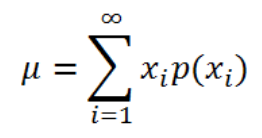 μ = ∑_{i=1}^{∞} x_i p(x_i)